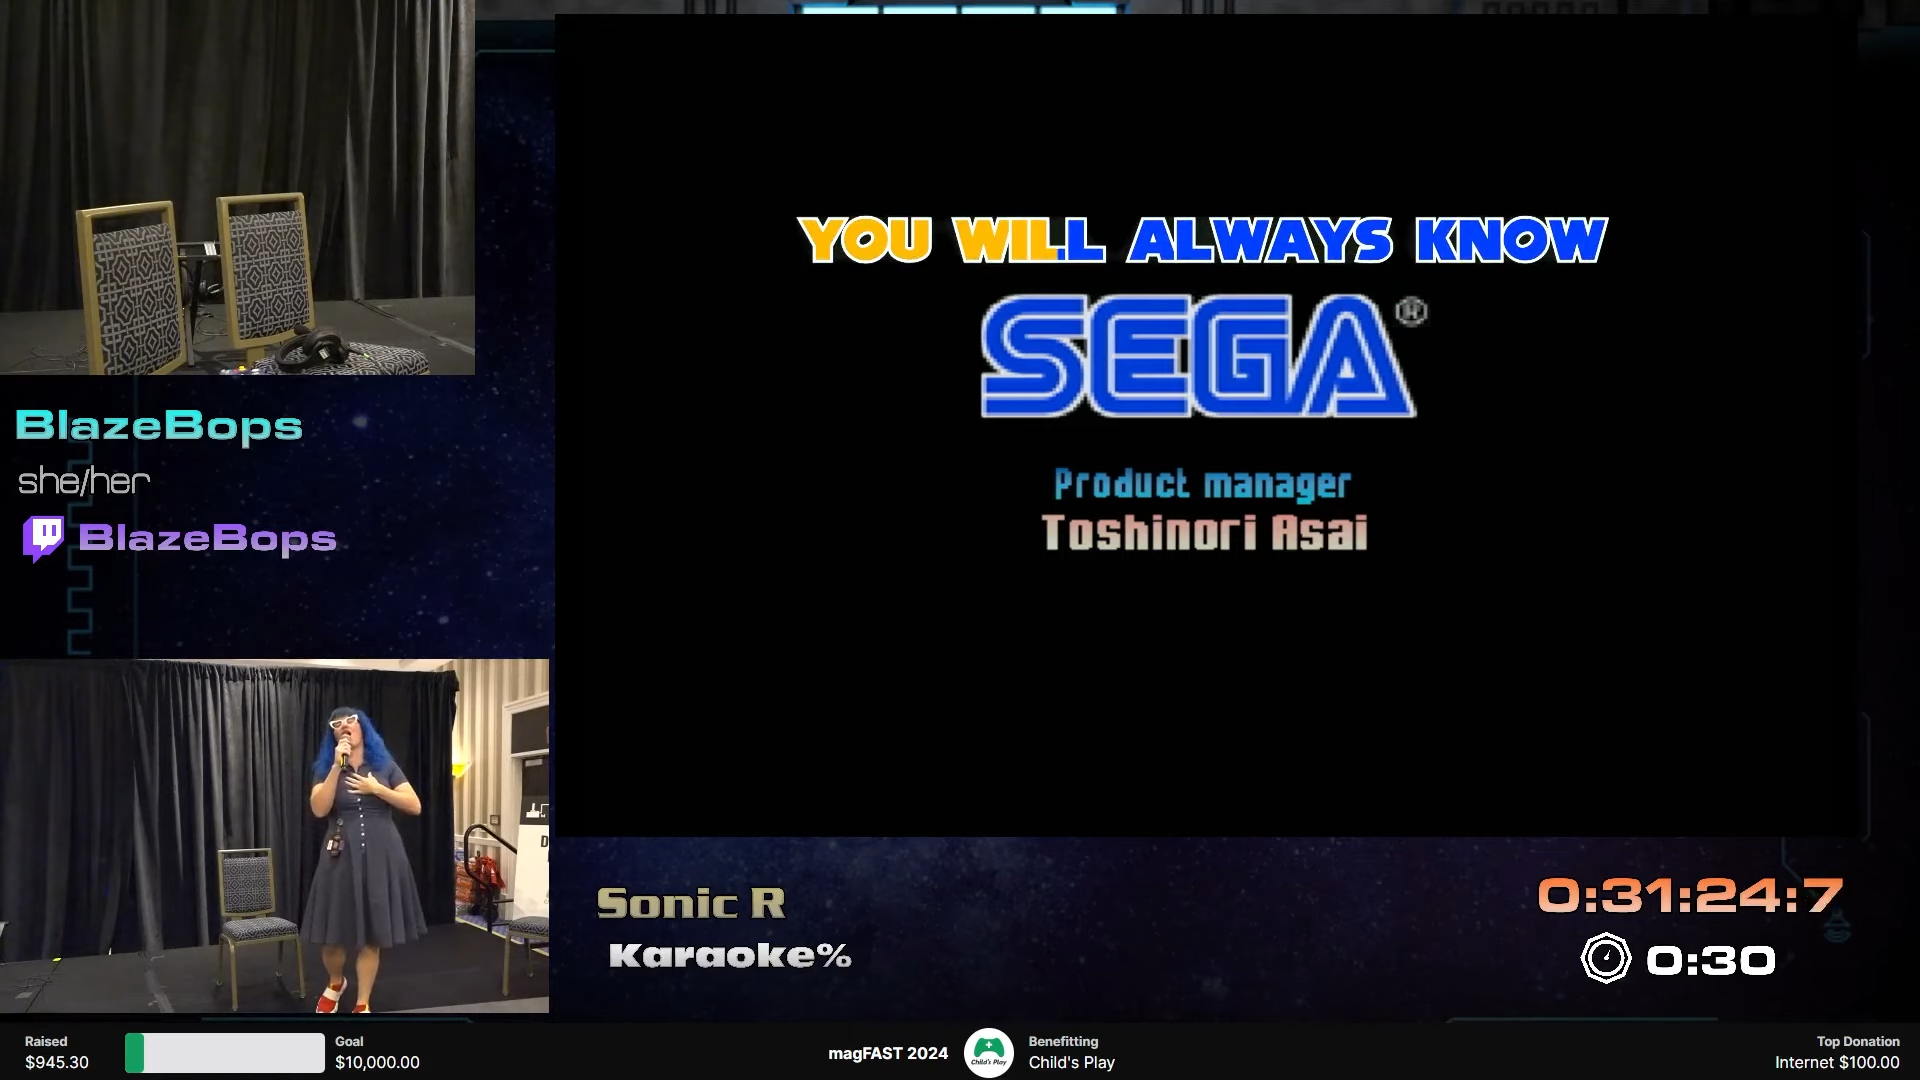 YOU WILL ALWAYS KNOW
SEGA®
Product manager
Toshinori Asai
BlazeBops
she/her
BlazeBops
Sonic R
Karaoke%
0:31:24:7
0:30
Raised
$945.30
Goal
$10,000.00
magFAST 2024
Child's Play
Benefitting
Child's Play
Top Donation
Internet $100.00